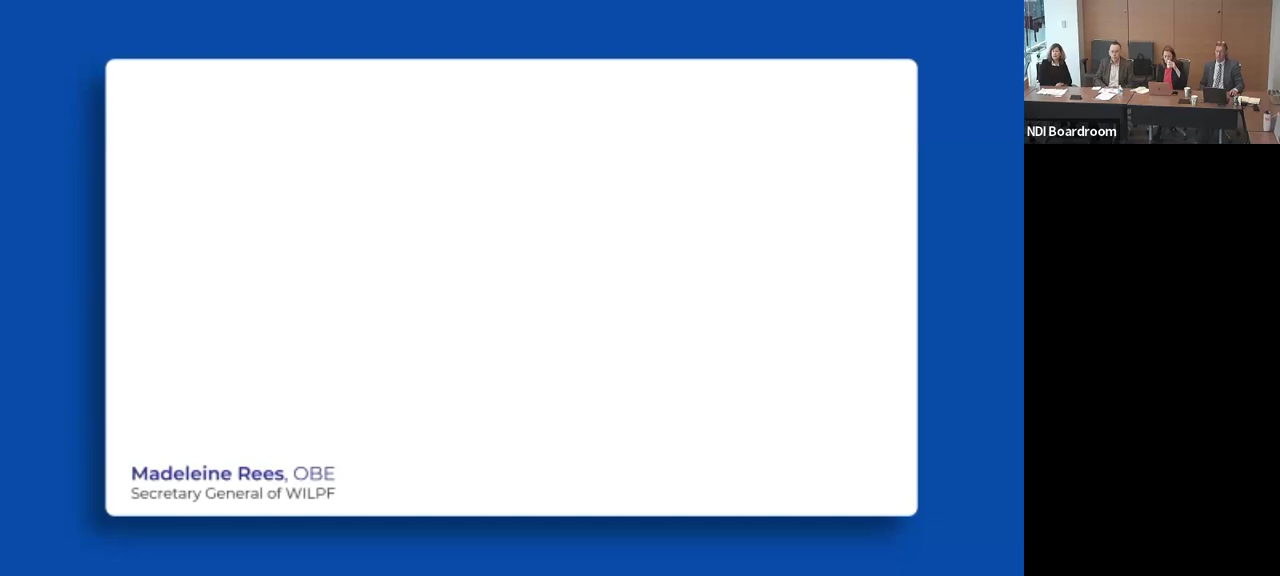 Madeleine Rees, OBE
Secretary General of WILPF
NDI Boardroom